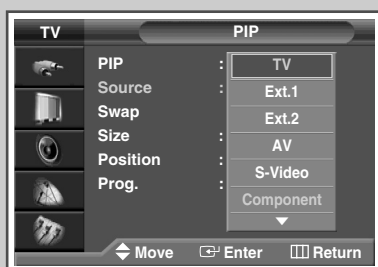 TV PIP
PIP : TV
Source : Ext.1
Swap Ext.2
Size : AV
Position : S-Video
Prog. : Component
Move Enter Return